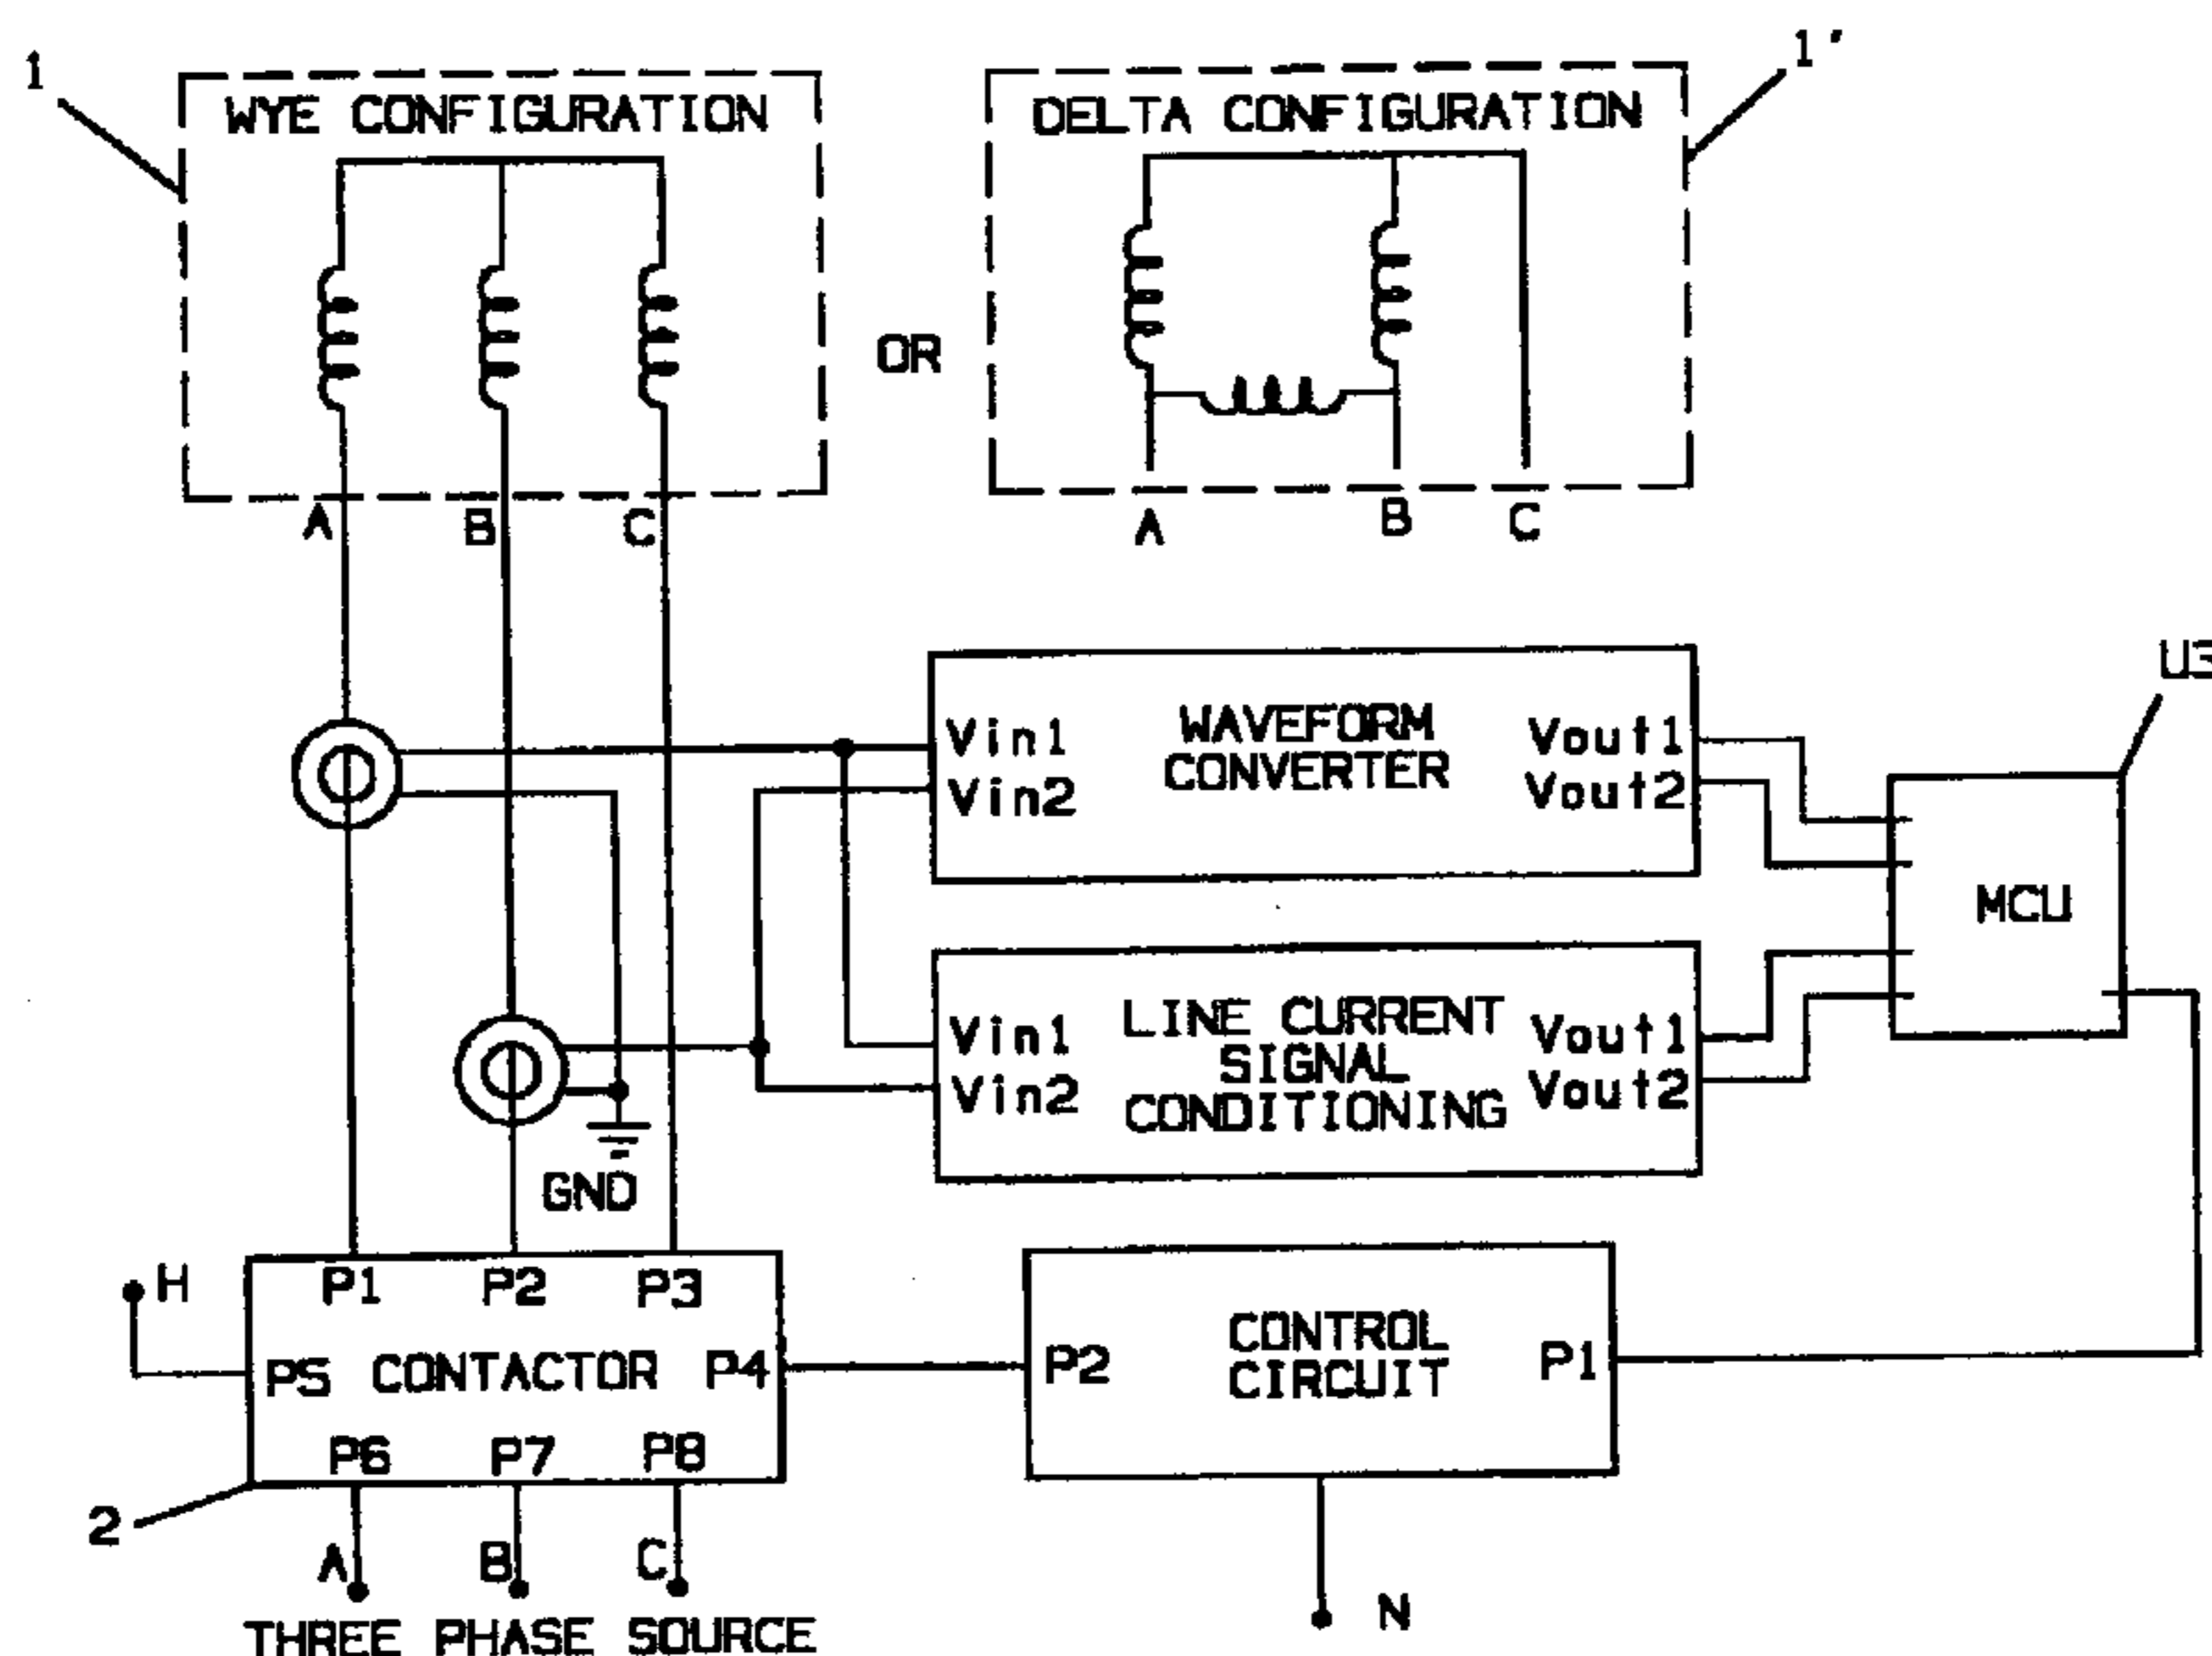 1
1'
WYE CONFIGURATION
DELTA CONFIGURATION
OR
A B C
A B C
U3
Vin1
Vin2
WAVEFORM
CONVERTER
Vout1
Vout2
MCU
Vin1
Vin2
LINE CURRENT
SIGNAL
CONDITIONING
Vout1
Vout2
GND
H
P1 P2 P3
P5 CONTACTOR P4
P6 P7 P8
P2
CONTROL
CIRCUIT
P1
2
A B C
N
THREE PHASE SOURCE